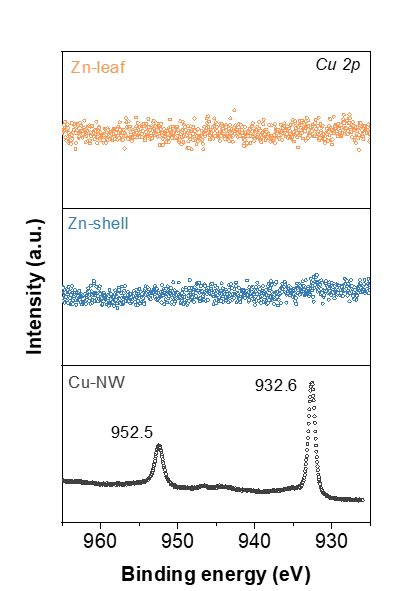 Zn-leaf
Cu 2p
Zn-shell
Cu-NW
932.6
952.5
Intensity (a.u.)
960 950 940 930
Binding energy (eV)